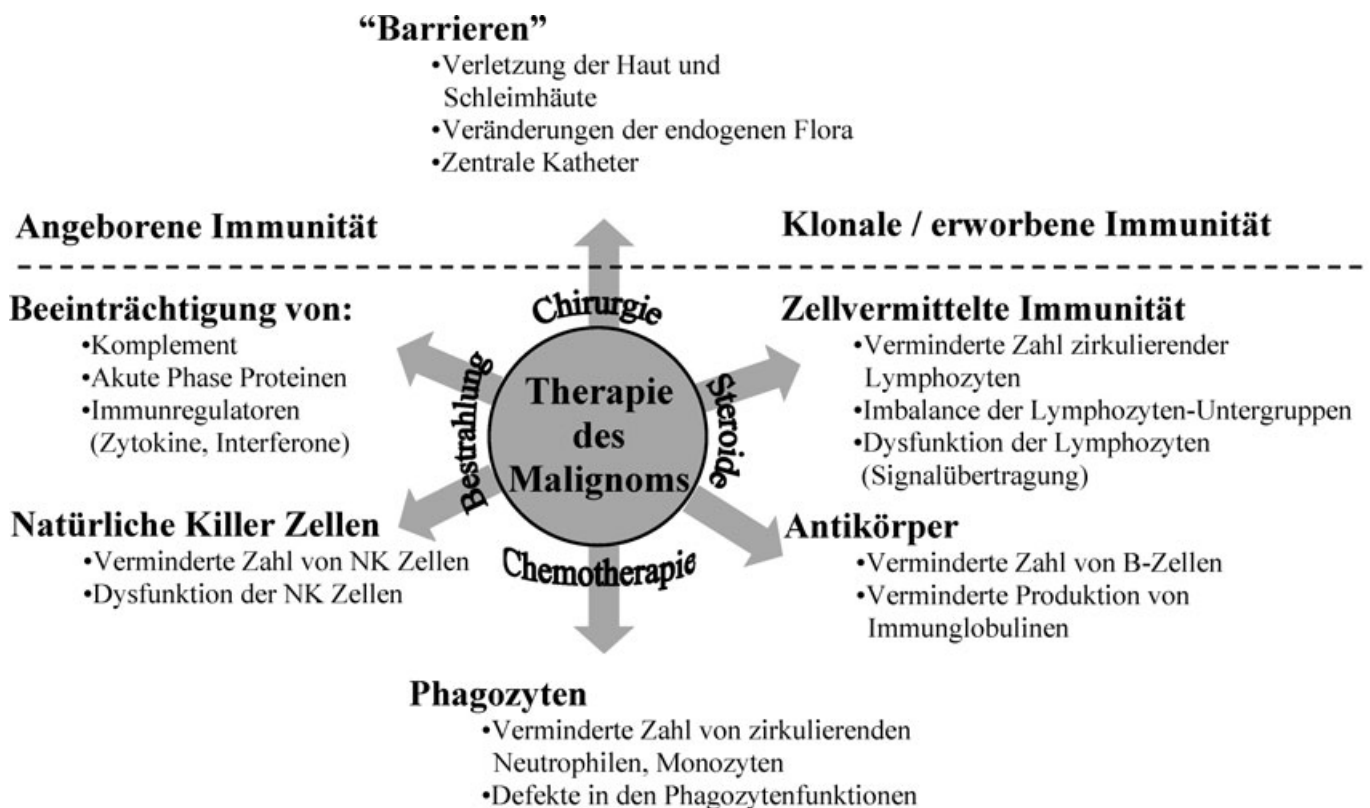 “Barrieren”
•Verletzung der Haut und
Schleimhäute
•Veränderungen der endogenen Flora
•Zentrale Katheter
Angeborene Immunität
Klonale / erworbene Immunität
Beeinträchtigung von:
•Komplement
•Akute Phase Proteinen
•Immunregulatoren
(Zytokine, Interferone)
Natürliche Killer Zellen
•Verminderte Zahl von NK Zellen
•Dysfunktion der NK Zellen
Chirurgie
Bestrahlung
Therapie
des
Malignoms
Steroide
Chemotherapie
Zellvermittelte Immunität
•Verminderte Zahl zirkulierender
Lymphozyten
•Imbalance der Lymphozyten-Untergruppen
•Dysfunktion der Lymphozyten
(Signalübertragung)
Antikörper
•Verminderte Zahl von B-Zellen
•Verminderte Produktion von
Immunglobulinen
Phagozyten
•Verminderte Zahl von zirkulierenden
Neutrophilen, Monozyten
•Defekte in den Phagozytenfunktionen